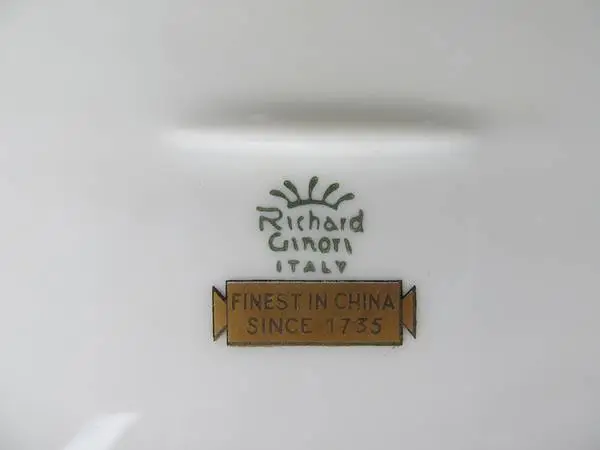 Richard
Ginori
ITALY
FINEST IN CHINA
SINCE 1735